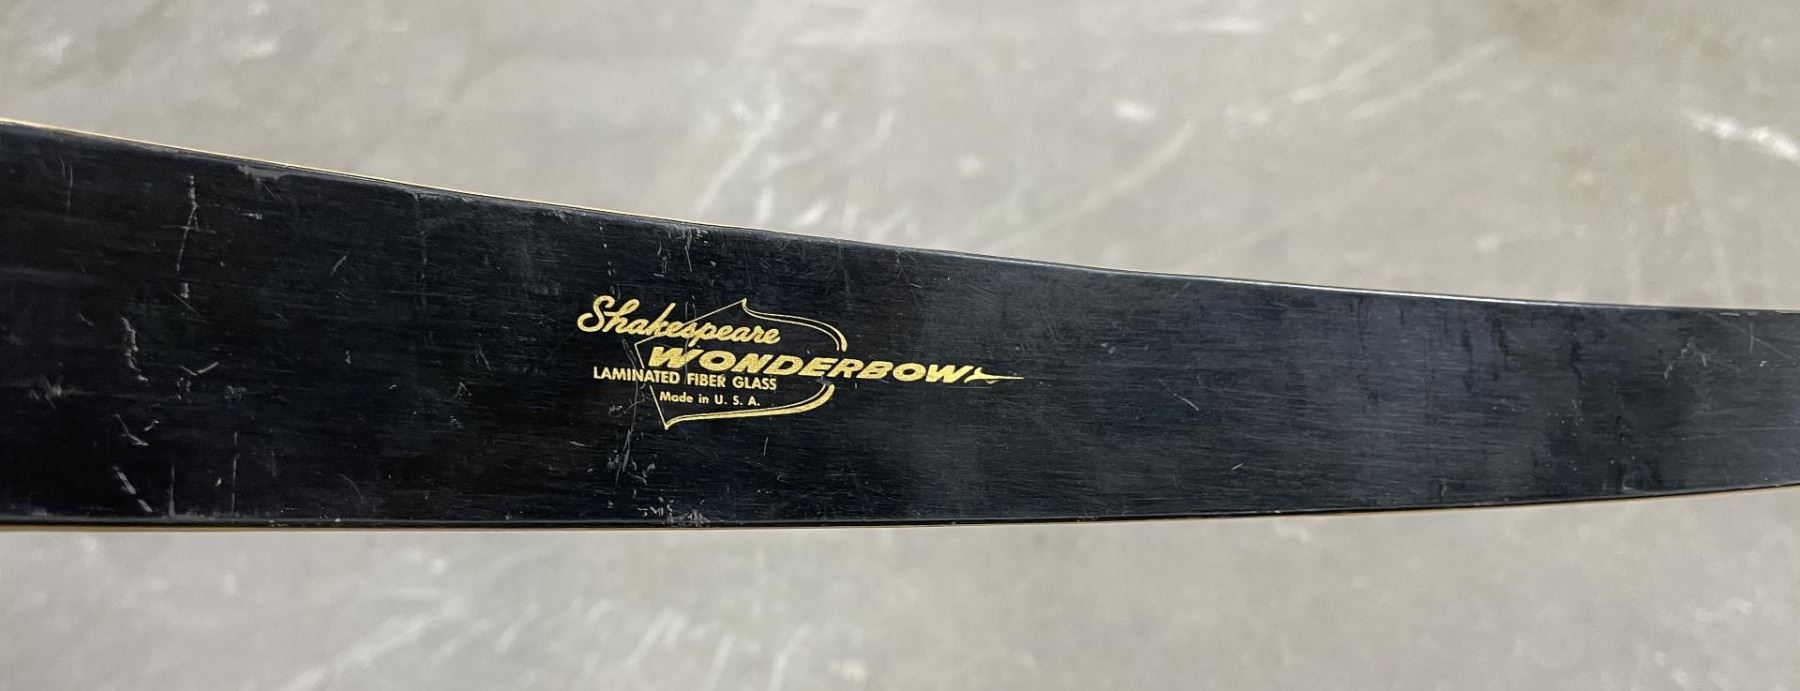 Shakespeare
WONDERBOW
LAMINATED FIBER GLASS
Made in U. S. A.